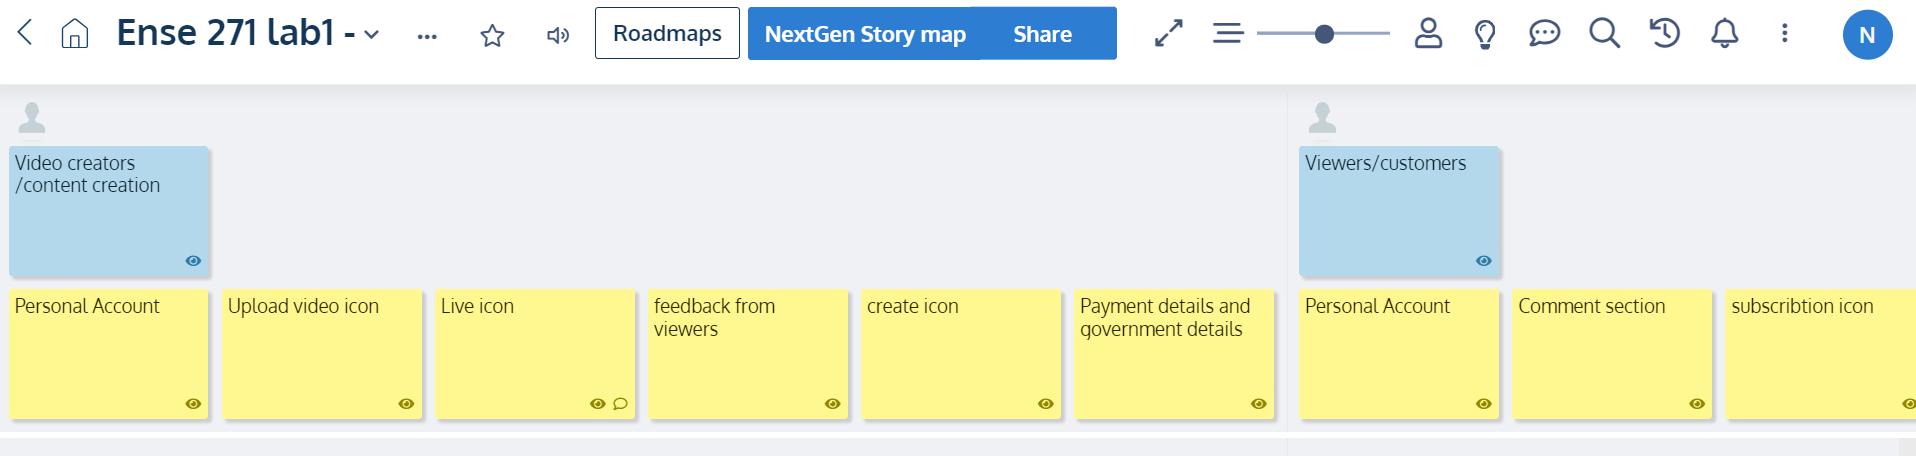 Ense 271 lab1 -
Roadmaps
NextGen Story map
Share
N
Video creators
/content creation
Viewers/customers
Personal Account
Upload video icon
Live icon
feedback from
viewers
create icon
Payment details and
government details
Personal Account
Comment section
subscribtion icon